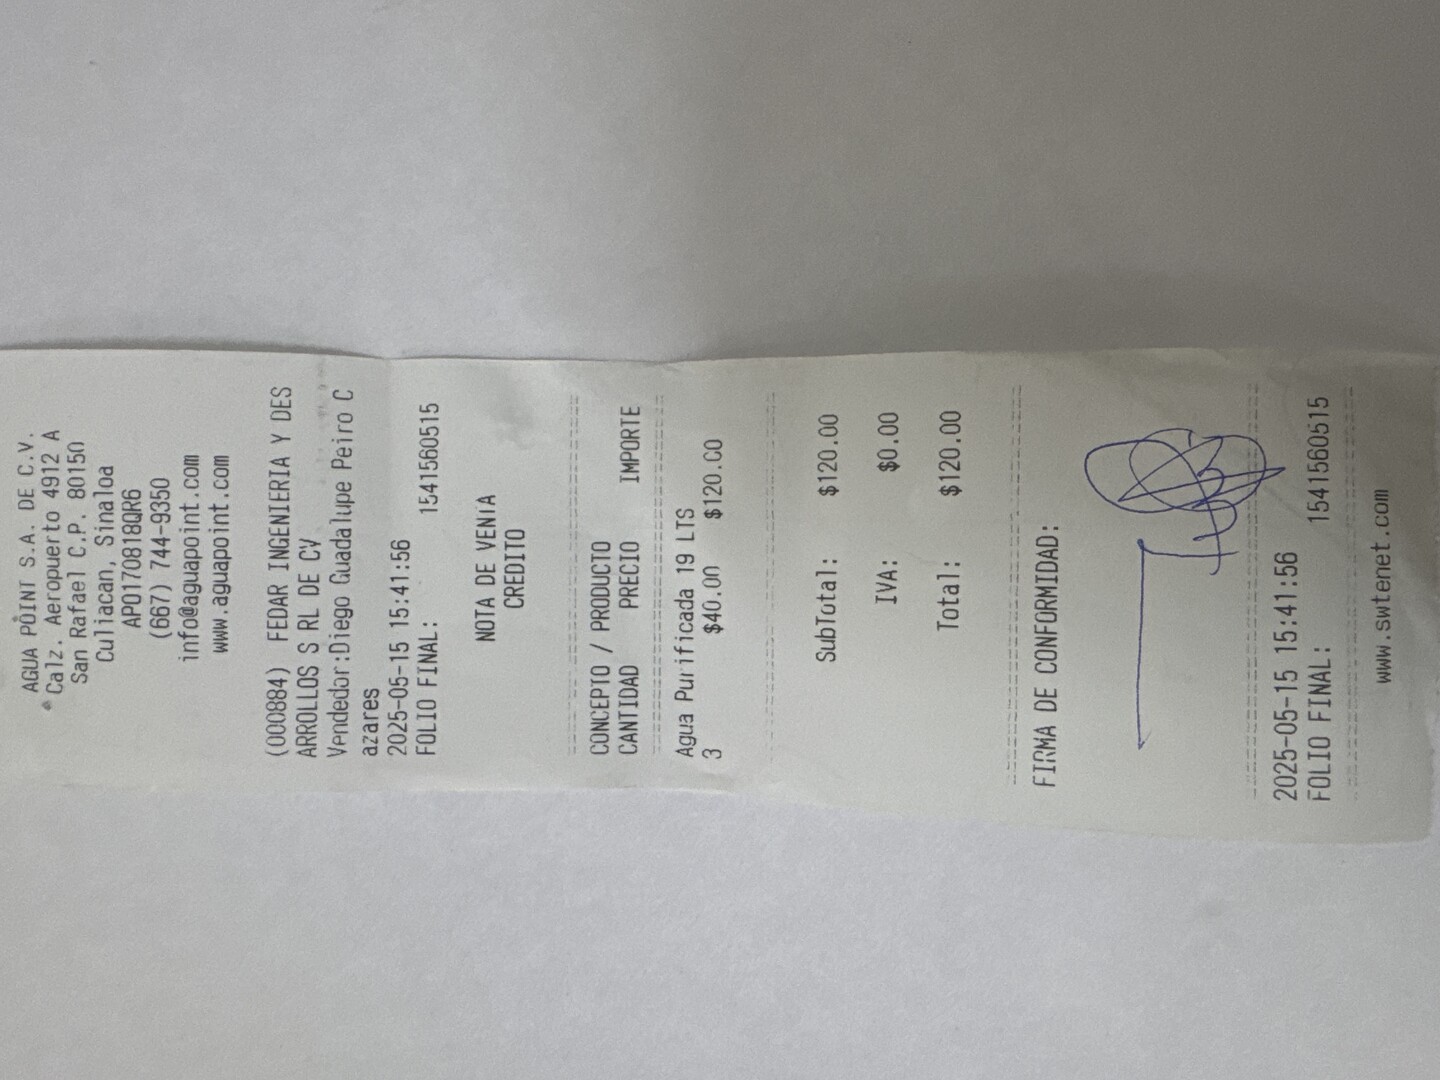 AGUA POINT S.A. DE C.V.
Calz. Aeropuerto 4912 A
San Rafael C.P. 80150
Culiacan, Sinaloa
APO170818QR6
(667) 744-9350
info@aguapoint.com
www.aguapoint.com
(000884) FEDAR INGENIERIA Y DES
ARROLLOS S RL DE CV
Vendedor:Diego Guadalupe Peiro C
azares
2025-05-15 15:41:56
FOLIO FINAL: 1541560515
NOTA DE VENTA
CREDITO
CONCEPTO / PRODUCTO
CANTIDAD PRECIO IMPORTE
Agua Purificada 19 LTS
3 $40.00 $120.00
SubTotal: $120.00
IVA: $0.00
Total: $120.00
FIRMA DE CONFORMIDAD:
2025-05-15 15:41:56
FOLIO FINAL: 1541560515
www.swtenet.com